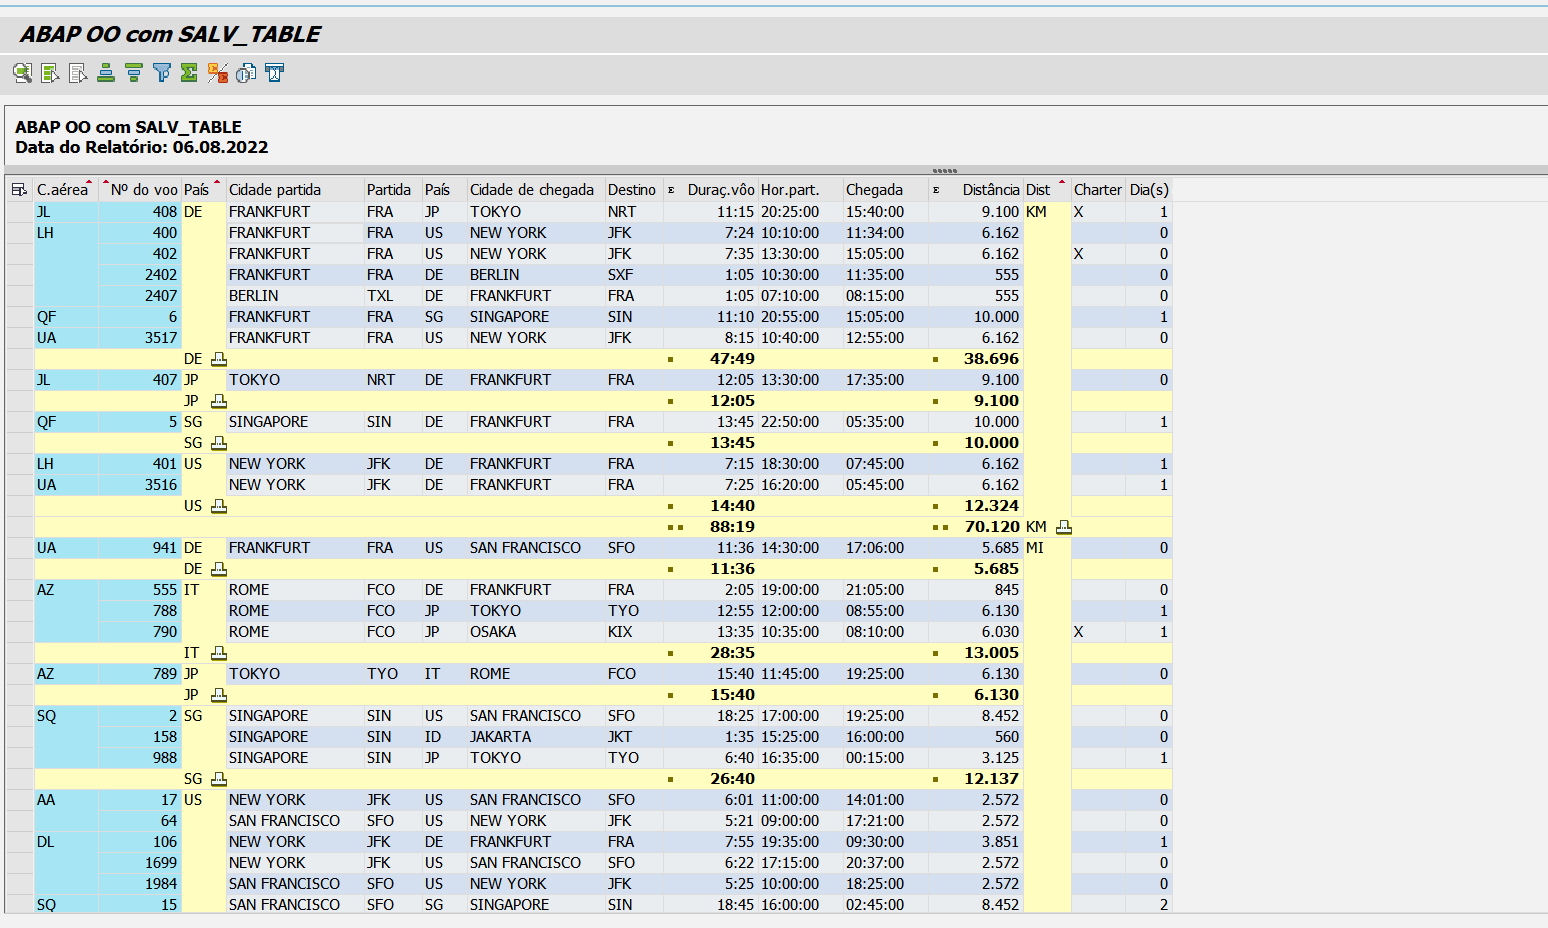 ABAP OO com SALV_TABLE
ABAP OO com SALV_TABLE
Data do Relatório: 06.08.2022
C.aérea Nº do voo País Cidade partida Partida País Cidade de chegada Destino Σ Duraç.vôo Hor.part. Chegada Σ Distância Dist Charter Dia(s)
JL 408 DE FRANKFURT FRA JP TOKYO NRT 11:15 20:25:00 15:40:00 9.100 KM X 1
LH 400 FRANKFURT FRA US NEW YORK JFK 7:24 10:10:00 11:34:00 6.162 0
402 FRANKFURT FRA US NEW YORK JFK 7:35 13:30:00 15:05:00 6.162 X 0
2402 FRANKFURT FRA DE BERLIN SXF 1:05 10:30:00 11:35:00 555 0
2407 BERLIN TXL DE FRANKFURT FRA 1:05 07:10:00 08:15:00 555 0
QF 6 FRANKFURT FRA SG SINGAPORE SIN 11:10 20:55:00 15:05:00 10.000 1
UA 3517 FRANKFURT FRA US NEW YORK JFK 8:15 10:40:00 12:55:00 6.162 0
DE 47:49 38.696
JL 407 JP TOKYO NRT DE FRANKFURT FRA 12:05 13:30:00 17:35:00 9.100 0
JP 12:05 9.100
QF 5 SG SINGAPORE SIN DE FRANKFURT FRA 13:45 22:50:00 05:35:00 10.000 1
SG 13:45 10.000
LH 401 US NEW YORK JFK DE FRANKFURT FRA 7:15 18:30:00 07:45:00 6.162 1
UA 3516 NEW YORK JFK DE FRANKFURT FRA 7:25 16:20:00 05:45:00 6.162 1
US 14:40 12.324
88:19 70.120 KM
UA 941 DE FRANKFURT FRA US SAN FRANCISCO SFO 11:36 14:30:00 17:06:00 5.685 MI 0
DE 11:36 5.685
AZ 555 IT ROME FCO DE FRANKFURT FRA 2:05 19:00:00 21:05:00 845 0
788 ROME FCO JP TOKYO TYO 12:55 12:00:00 08:55:00 6.130 1
790 ROME FCO JP OSAKA KIX 13:35 10:35:00 08:10:00 6.030 X 1
IT 28:35 13.005
AZ 789 JP TOKYO TYO IT ROME FCO 15:40 11:45:00 19:25:00 6.130 0
JP 15:40 6.130
SQ 2 SG SINGAPORE SIN US SAN FRANCISCO SFO 18:25 17:00:00 19:25:00 8.452 0
158 SINGAPORE SIN ID JAKARTA JKT 1:35 15:25:00 16:00:00 560 0
988 SINGAPORE SIN JP TOKYO TYO 6:40 16:35:00 00:15:00 3.125 1
SG 26:40 12.137
AA 17 US NEW YORK JFK US SAN FRANCISCO SFO 6:01 11:00:00 14:01:00 2.572 0
64 SAN FRANCISCO SFO US NEW YORK JFK 5:21 09:00:00 17:21:00 2.572 0
DL 106 NEW YORK JFK DE FRANKFURT FRA 7:55 19:35:00 09:30:00 3.851 1
1699 NEW YORK JFK US SAN FRANCISCO SFO 6:22 17:15:00 20:37:00 2.572 0
1984 SAN FRANCISCO SFO US NEW YORK JFK 5:25 10:00:00 18:25:00 2.572 0
SQ 15 SAN FRANCISCO SFO SG SINGAPORE SIN 18:45 16:00:00 02:45:00 8.452 2